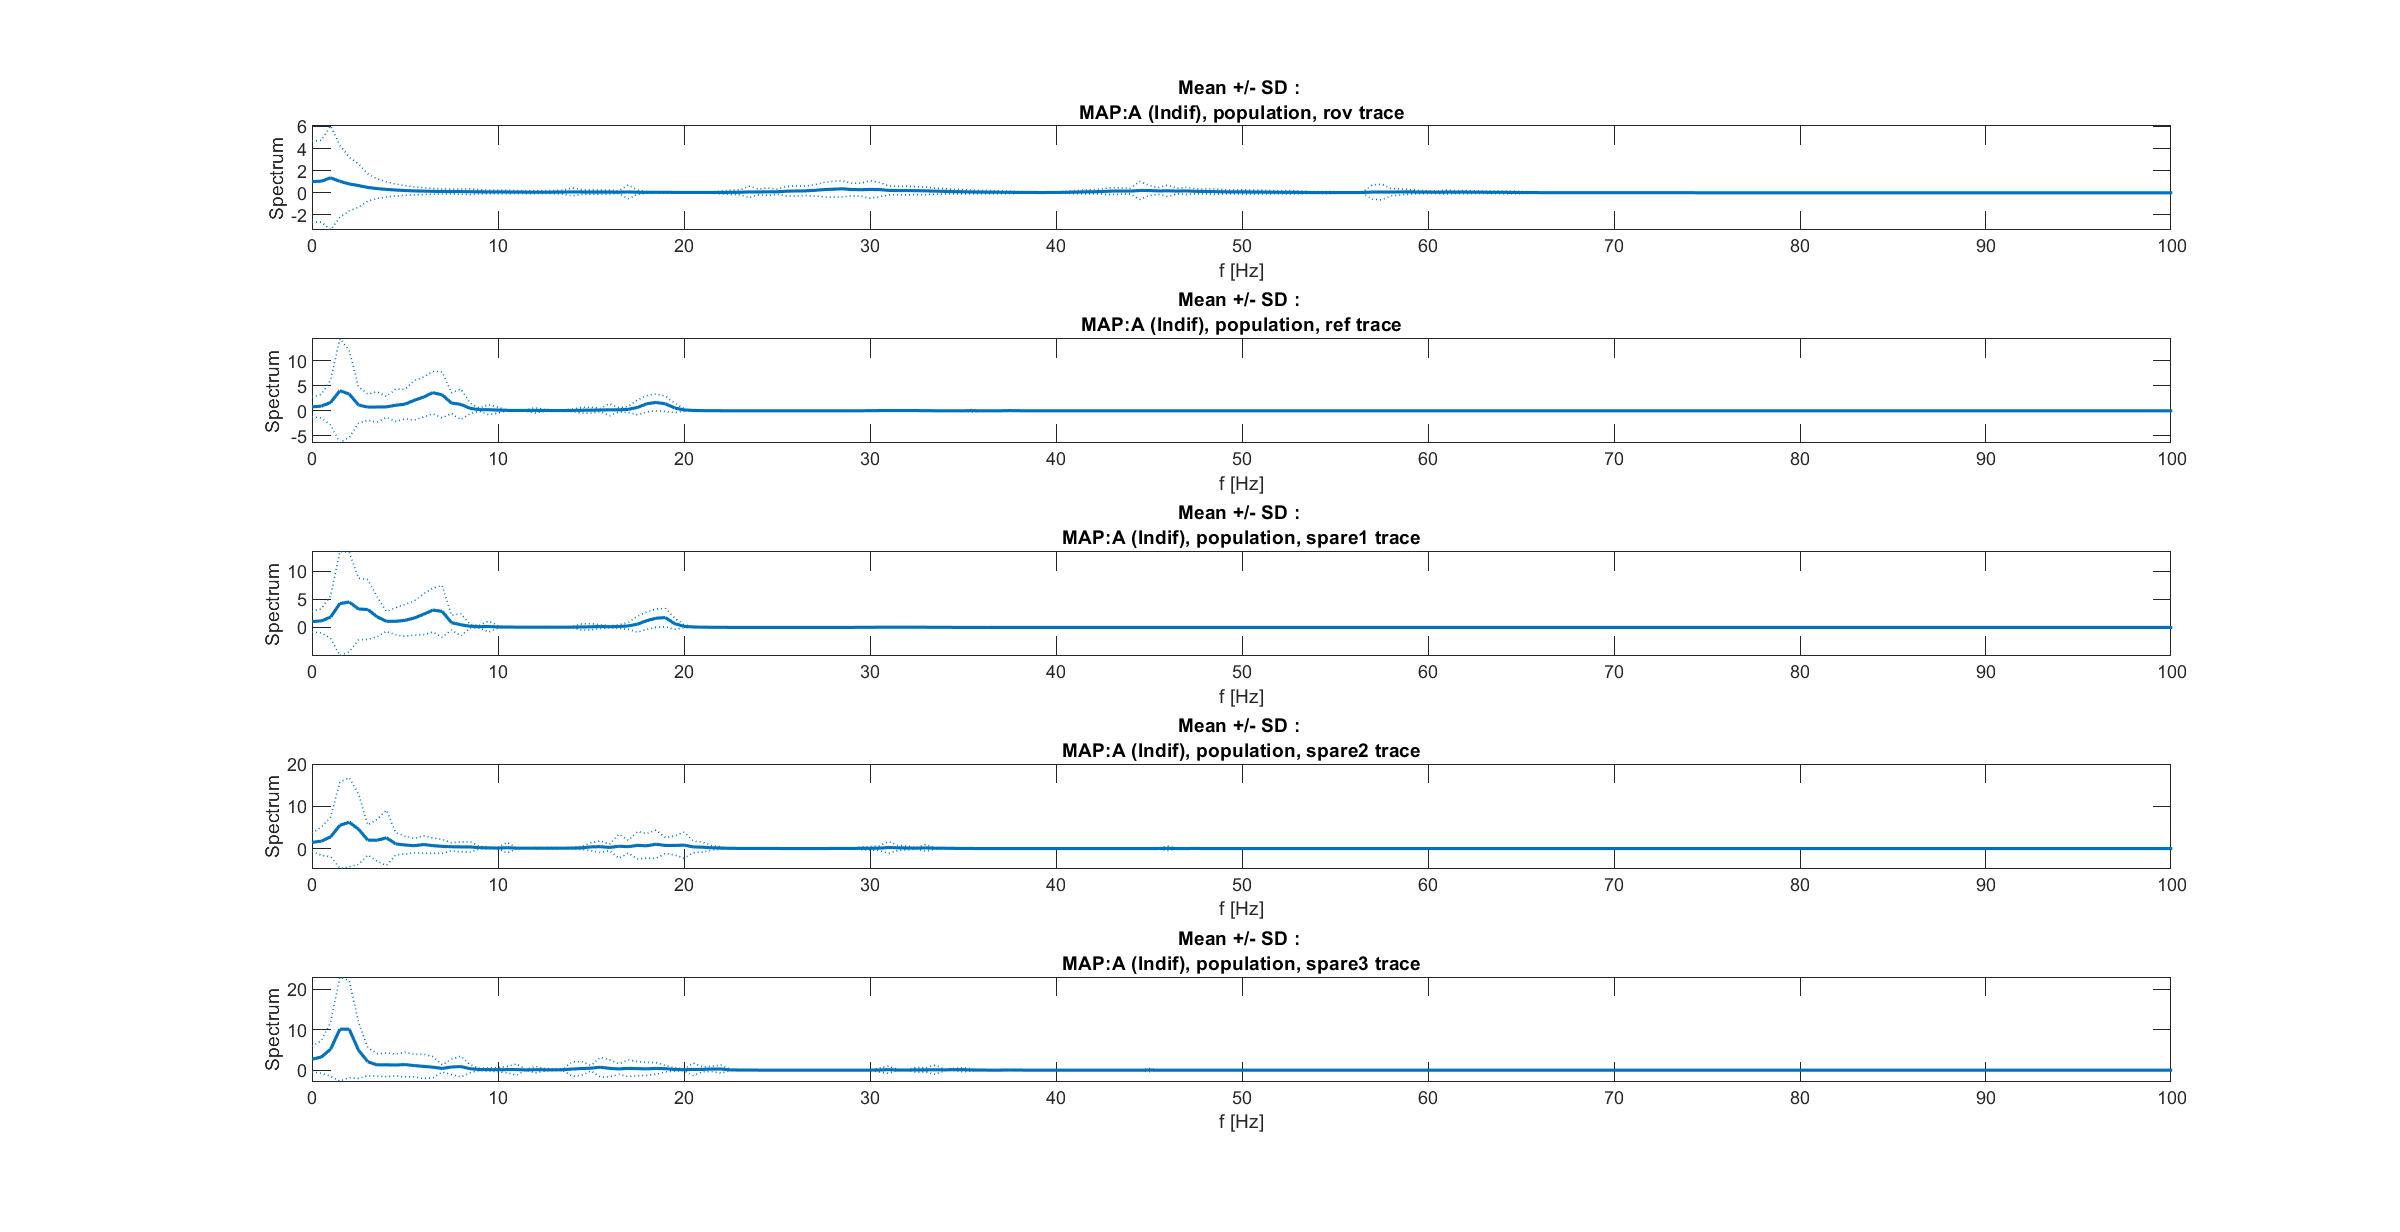 Mean +/- SD :
MAP:A (Indif), population, rov trace
Spectrum
6
4
2
0
-2
0 10 20 30 40 50 60 70 80 90 100
f [Hz]
Mean +/- SD :
MAP:A (Indif), population, ref trace
Spectrum
10
5
0
-5
0 10 20 30 40 50 60 70 80 90 100
f [Hz]
Mean +/- SD :
MAP:A (Indif), population, spare1 trace
Spectrum
10
5
0
0 10 20 30 40 50 60 70 80 90 100
f [Hz]
Mean +/- SD :
MAP:A (Indif), population, spare2 trace
Spectrum
20
10
0
0 10 20 30 40 50 60 70 80 90 100
f [Hz]
Mean +/- SD :
MAP:A (Indif), population, spare3 trace
Spectrum
20
10
0
0 10 20 30 40 50 60 70 80 90 100
f [Hz]